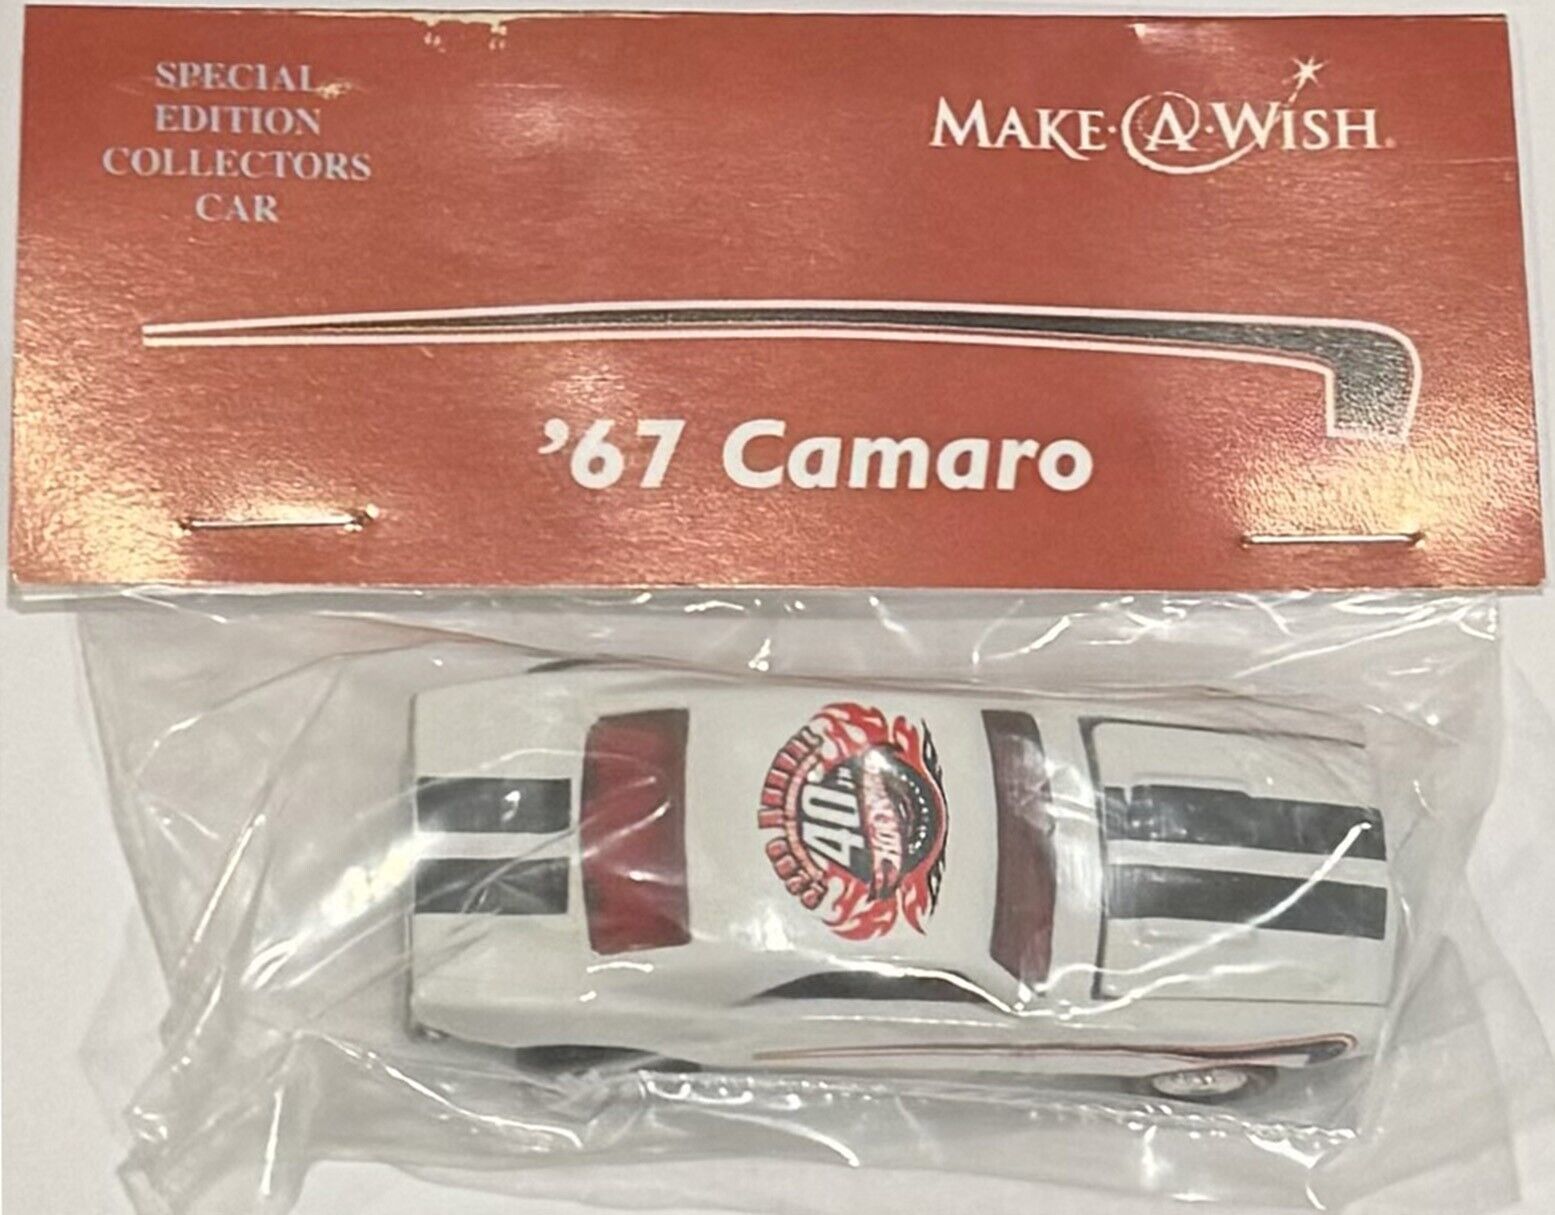 SPECIAL
EDITION
COLLECTORS
CAR
MAKE·A·WISH®
'67 Camaro
40